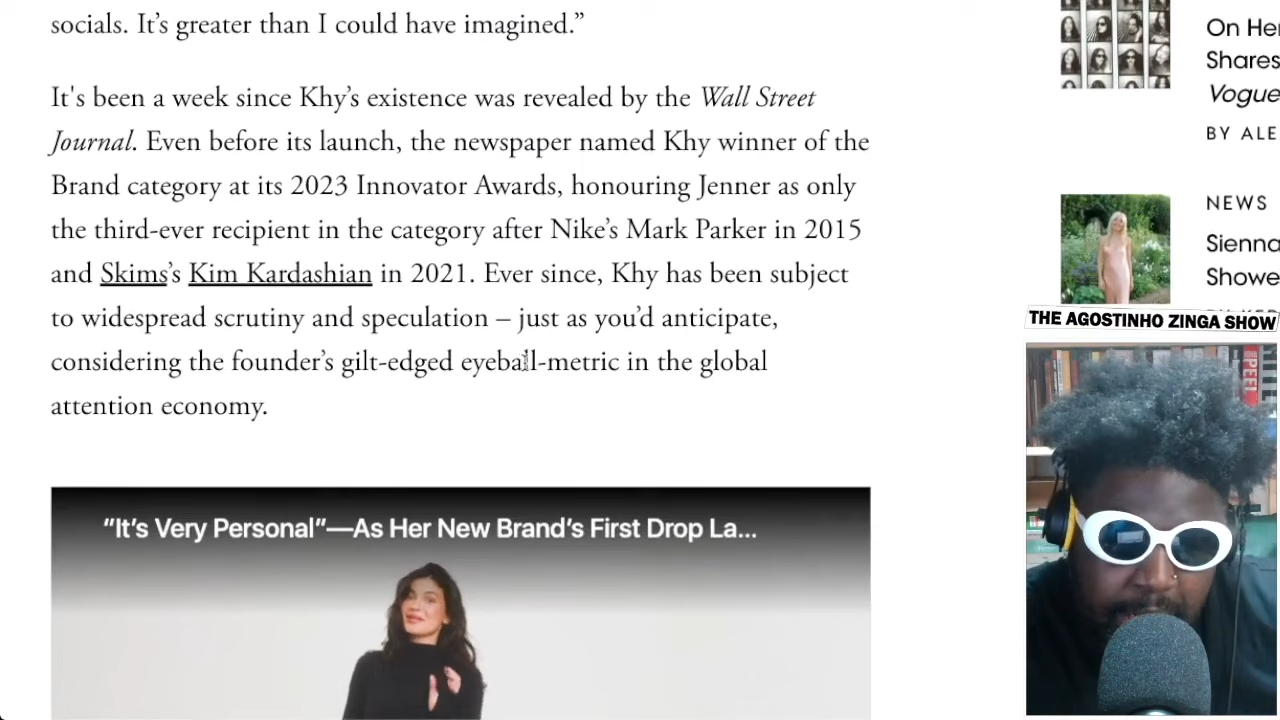 socials. It’s greater than I could have imagined.”
It's been a week since Khy’s existence was revealed by the Wall Street
Journal. Even before its launch, the newspaper named Khy winner of the
Brand category at its 2023 Innovator Awards, honouring Jenner as only
the third-ever recipient in the category after Nike’s Mark Parker in 2015
and Skims’s Kim Kardashian in 2021. Ever since, Khy has been subject
to widespread scrutiny and speculation – just as you’d anticipate,
considering the founder’s gilt-edged eyeball-metric in the global
attention economy.
“It’s Very Personal”—As Her New Brand’s First Drop La...
On Her
Shares
Vogue
BY ALE
NEWS
Sienna
Showe
THE AGOSTINHO ZINGA SHOW